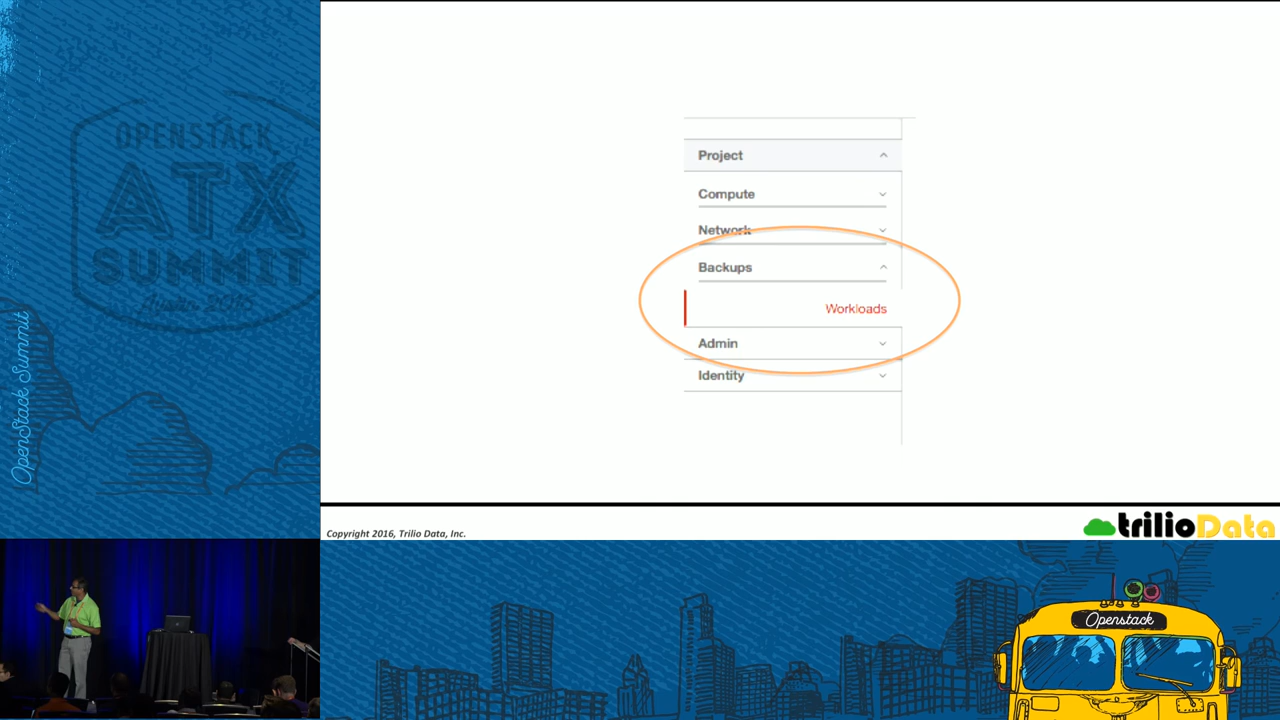 OPENSTACK
ATX
SUMMIT
Austin 2016
OpenStack Summit
Project
Compute
Network
Backups
Workloads
Admin
Identity
Copyright 2016, Trilio Data, Inc.
trilioData
Openstack